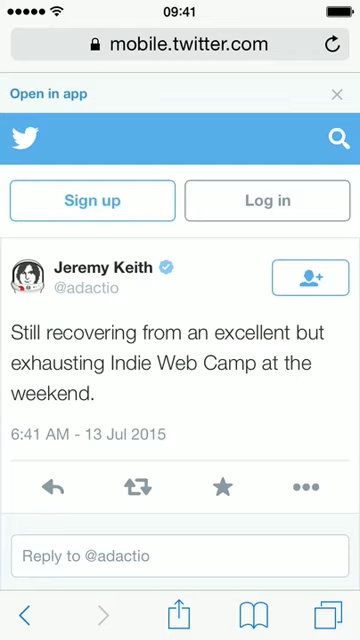 09:41
mobile.twitter.com
Open in app
Sign up
Log in
Jeremy Keith
@adactio
Still recovering from an excellent but
exhausting Indie Web Camp at the
weekend.
6:41 AM - 13 Jul 2015
Reply to @adactio